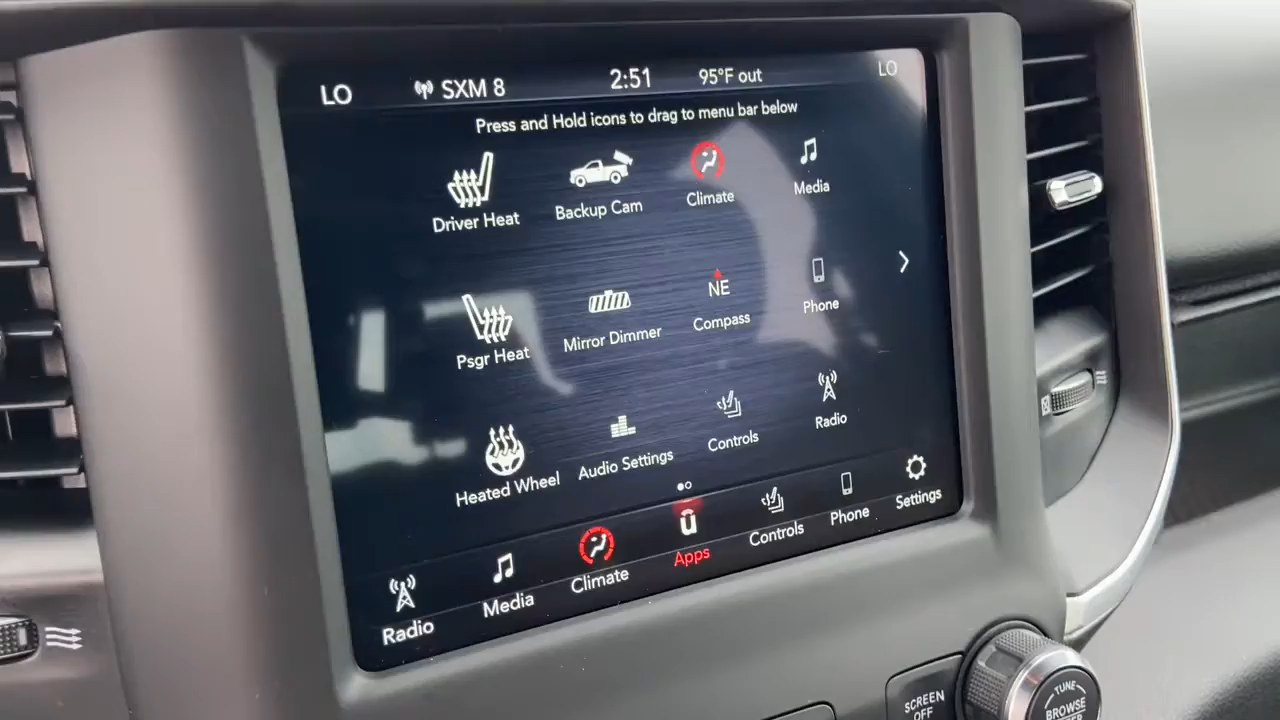 LO SXM 8 2:51 95°F out LO
Press and Hold icons to drag to menu bar below
Driver Heat Backup Cam Climate Media
Psgr Heat Mirror Dimmer NE Compass Phone
Heated Wheel Audio Settings Controls Radio
Radio Media Climate Apps Controls Phone Settings
SCREEN
OFF
TUNE
BROWSE